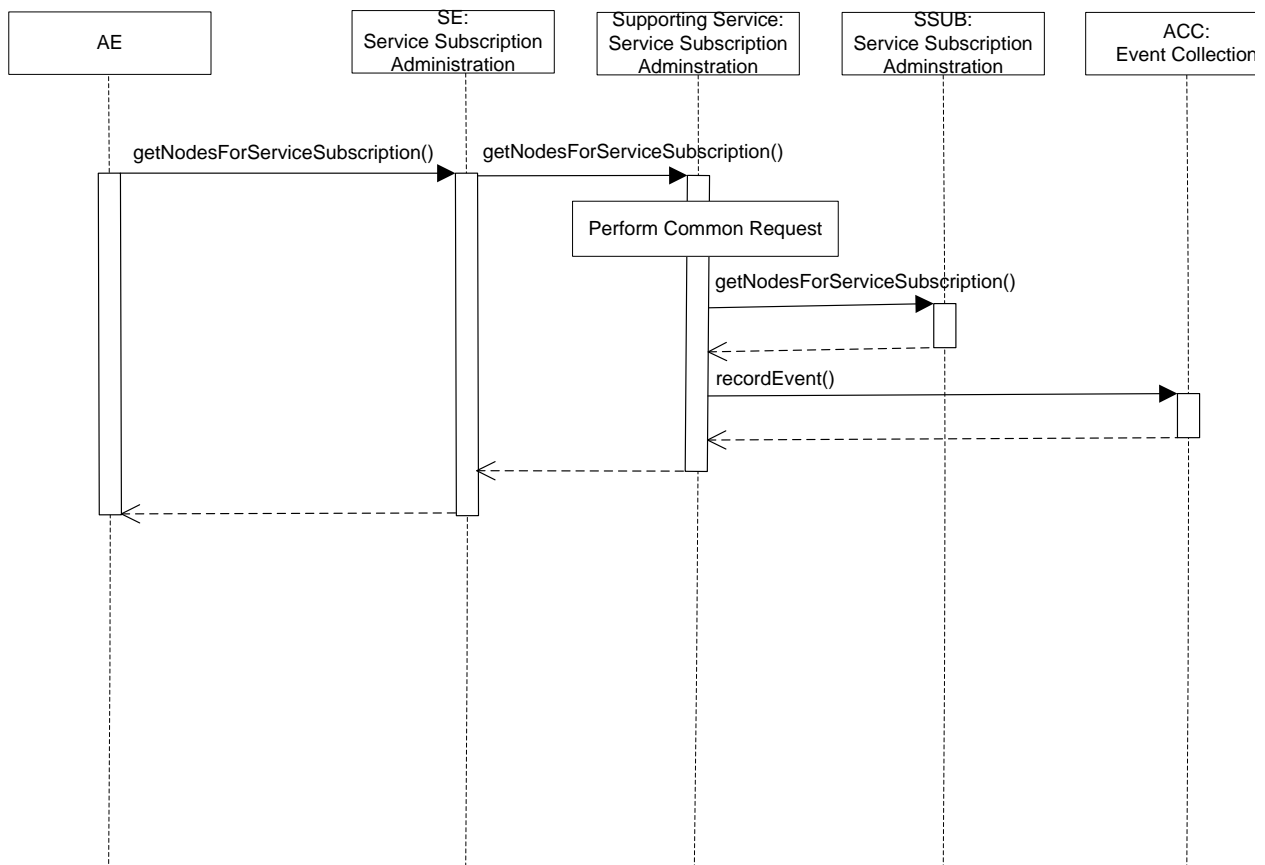 AE
SE:
Service Subscription
Administration
Supporting Service:
Service Subscription
Adminstration
SSUB:
Service Subscription
Adminstration
ACC:
Event Collection
getNodesForServiceSubscription()
getNodesForServiceSubscription()
Perform Common Request
getNodesForServiceSubscription()
recordEvent()